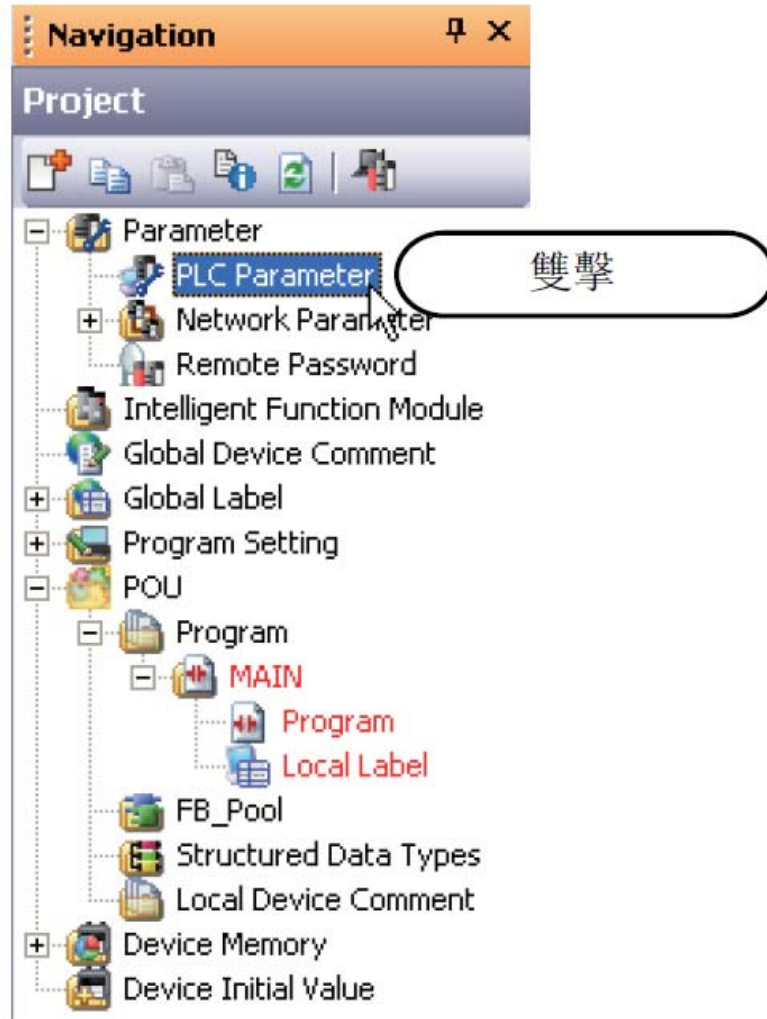 Navigation
Project
Parameter
PLC Parameter
雙擊
Network Parameter
Remote Password
Intelligent Function Module
Global Device Comment
Global Label
Program Setting
POU
Program
MAIN
Program
Local Label
FB_Pool
Structured Data Types
Local Device Comment
Device Memory
Device Initial Value